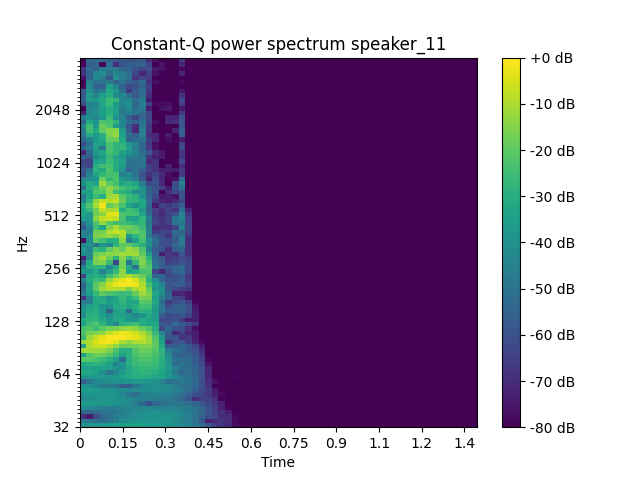 Constant-Q power spectrum speaker_11
Hz
2048
1024
512
256
128
64
32
0 0.15 0.3 0.45 0.6 0.75 0.9 1.1 1.2 1.4
Time
+0 dB
-10 dB
-20 dB
-30 dB
-40 dB
-50 dB
-60 dB
-70 dB
-80 dB